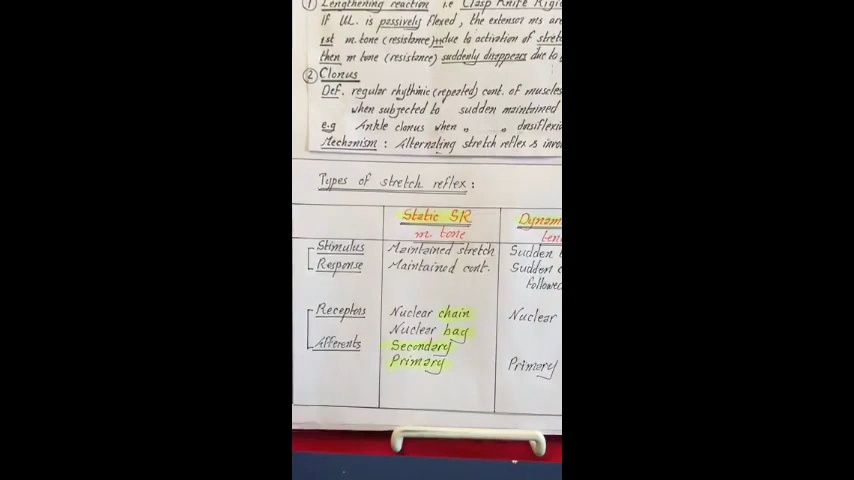 ① Lengthening reaction i.e Clasp Knife Rigi
If UL. is passively flexed, the extensor ms are
1st m.tone (resistance) due to activation of stret
then m tone (resistance) suddenly disappears due to
② Clonus
Def. regular rhythmic (repeated) cont. of muscles
when subjected to sudden maintained
e.g Ankle clonus when " " dosiflexio
Mechanism : Alternating stretch reflex & inve
Types of stretch reflex :
Static SR Dynam
m. tone ten
Stimulus Maintained stretch Sudden
Response Maintained cont. Sudden c
followe
Receptors Nuclear chain Nuclear
Nuclear bag
Afferents Secondary
Primary Primary